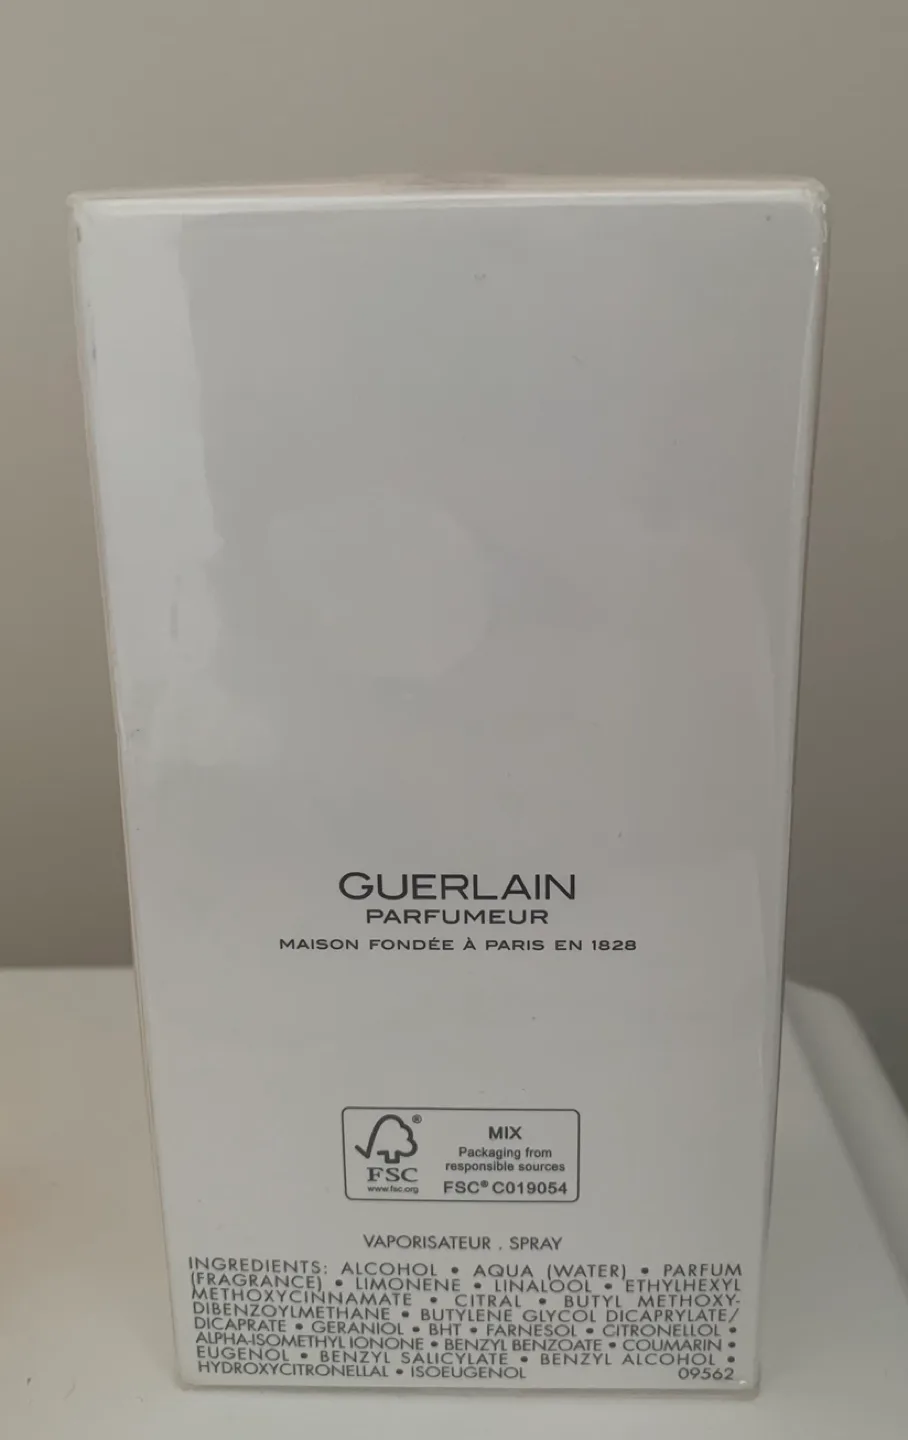 GUERLAIN
PARFUMEUR
MAISON FONDÉE À PARIS EN 1828
®
FSC
www.fsc.org
MIX
Packaging from
responsible sources
FSC® C019054
VAPORISATEUR . SPRAY
INGREDIENTS: ALCOHOL • AQUA (WATER) • PARFUM
(FRAGRANCE) • LIMONENE • LINALOOL • ETHYLHEXYL
METHOXYCINNAMATE • CITRAL • BUTYL METHOXY-
DIBENZOYLMETHANE • BUTYLENE GLYCOL DICAPRYLATE/
DICAPRATE • GERANIOL • BHT • FARNESOL • CITRONELLOL •
ALPHA-ISOMETHYL IONONE • BENZYL BENZOATE • COUMARIN •
EUGENOL • BENZYL SALICYLATE • BENZYL ALCOHOL •
HYDROXYCITRONELLAL • ISOEUGENOL 09562